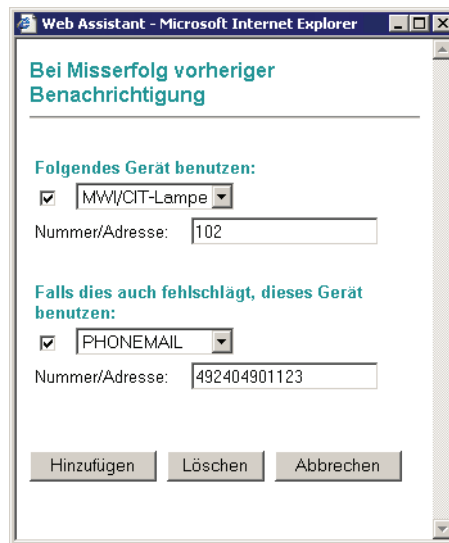 Web Assistant - Microsoft Internet Explorer
Bei Misserfolg vorheriger
Benachrichtigung
Folgendes Gerät benutzen:
MWI/CIT-Lampe
Nummer/Adresse: 102
Falls dies auch fehlschlägt, dieses Gerät
benutzen:
PHONEMAIL
Nummer/Adresse: 492404901123
Hinzufügen Löschen Abbrechen